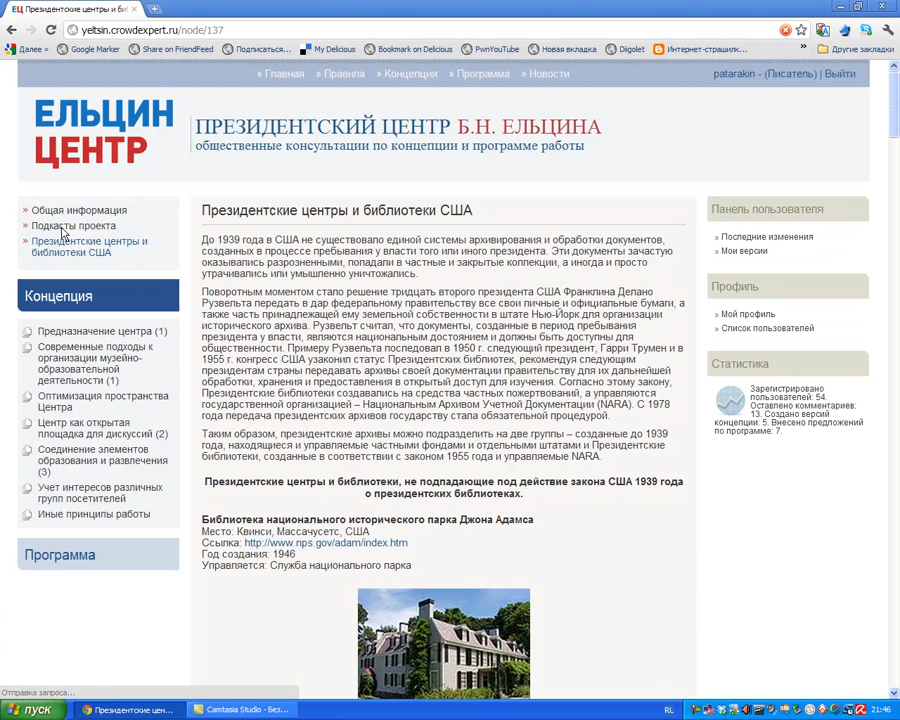 ЕЦ Президентские центры и би
yeltsin.crowdexpert.ru/node/137
Далее »
Google Marker
Share on FriendFeed
Подписаться...
My Delicious
Bookmark on Delicious
PwnYouTube
Новая вкладка
Diigolet
Интернет-страшилк...
»
Другие закладки
» Главная » Правила » Концепция » Программа » Новости
patarakin - (Писатель) | Выйти
ЕЛЬЦИН
ЦЕНТР
ПРЕЗИДЕНТСКИЙ ЦЕНТР Б.Н. ЕЛЬЦИНА
общественные консультации по концепции и программе работы
» Общая информация
» Подкасты проекта
» Президентские центры и
библиотеки США
Концепция
Предназначение центра (1)
Современные подходы к
организации музейно-
образовательной
деятельности (1)
Оптимизация пространства
Центра
Центр как открытая
площадка для дискуссий (2)
Соединение элементов
образования и развлечения
(3)
Учет интересов различных
групп посетителей
Иные принципы работы
Программа
Президентские центры и библиотеки США
До 1939 года в США не существовало единой системы архивирования и обработки документов,
созданных в процессе пребывания у власти того или иного президента. Эти документы зачастую
оказывались разрозненными, попадали в частные и закрытые коллекции, а иногда и просто
утрачивались или умышленно уничтожались.
Поворотным моментом стало решение тридцать второго президента США Франклина Делано
Рузвельта передать в дар федеральному правительству все свои личные и официальные бумаги, а
также часть принадлежащей ему земельной собственности в штате Нью-Йорк для организации
исторического архива. Рузвельт считал, что документы, созданные в период пребывания
президента у власти, являются национальным достоянием и должны быть доступны для
общественности. Примеру Рузвельта последовал в 1950 г. следующий президент, Гарри Трумен и в
1955 г. конгресс США узаконил статус Президентских библиотек, рекомендуя следующим
президентам страны передавать архивы своей документации правительству для их дальнейшей
обработки, хранения и предоставления в открытый доступ для изучения. Согласно этому закону,
Президентские библиотеки создавались на средства частных пожертвований, а управляются
государственной организацией – Национальным Архивом Учетной Документации (NARA). С 1978
года передача президентских архивов государству стала обязательной процедурой.
Таким образом, президентские архивы можно подразделить на две группы – созданные до 1939
года, находящиеся и управляемые частными фондами и отдельными штатами и Президентские
библиотеки, созданные в соответствии с законом 1955 года и управляемые NARA.
Президентские центры и библиотеки, не подпадающие под действие закона США 1939 года
о президентских библиотеках.
Библиотека национального исторического парка Джона Адамса
Место: Квинси, Массачусетс, США
Ссылка: http://www.nps.gov/adam/index.htm
Год создания: 1946
Управляется: Служба национального парка
Панель пользователя
» Последние изменения
» Мои версии
Профиль
» Мой профиль
» Список пользователей
Статистика
Зарегистрировано
пользователей: 54.
Оставлено комментариев:
13. Создано версий
концепции: 5. Внесено предложений
по программе: 7.
Отправка запроса...
пуск
Президентские цен...
Camtasia Studio - Без...
RL
21:46